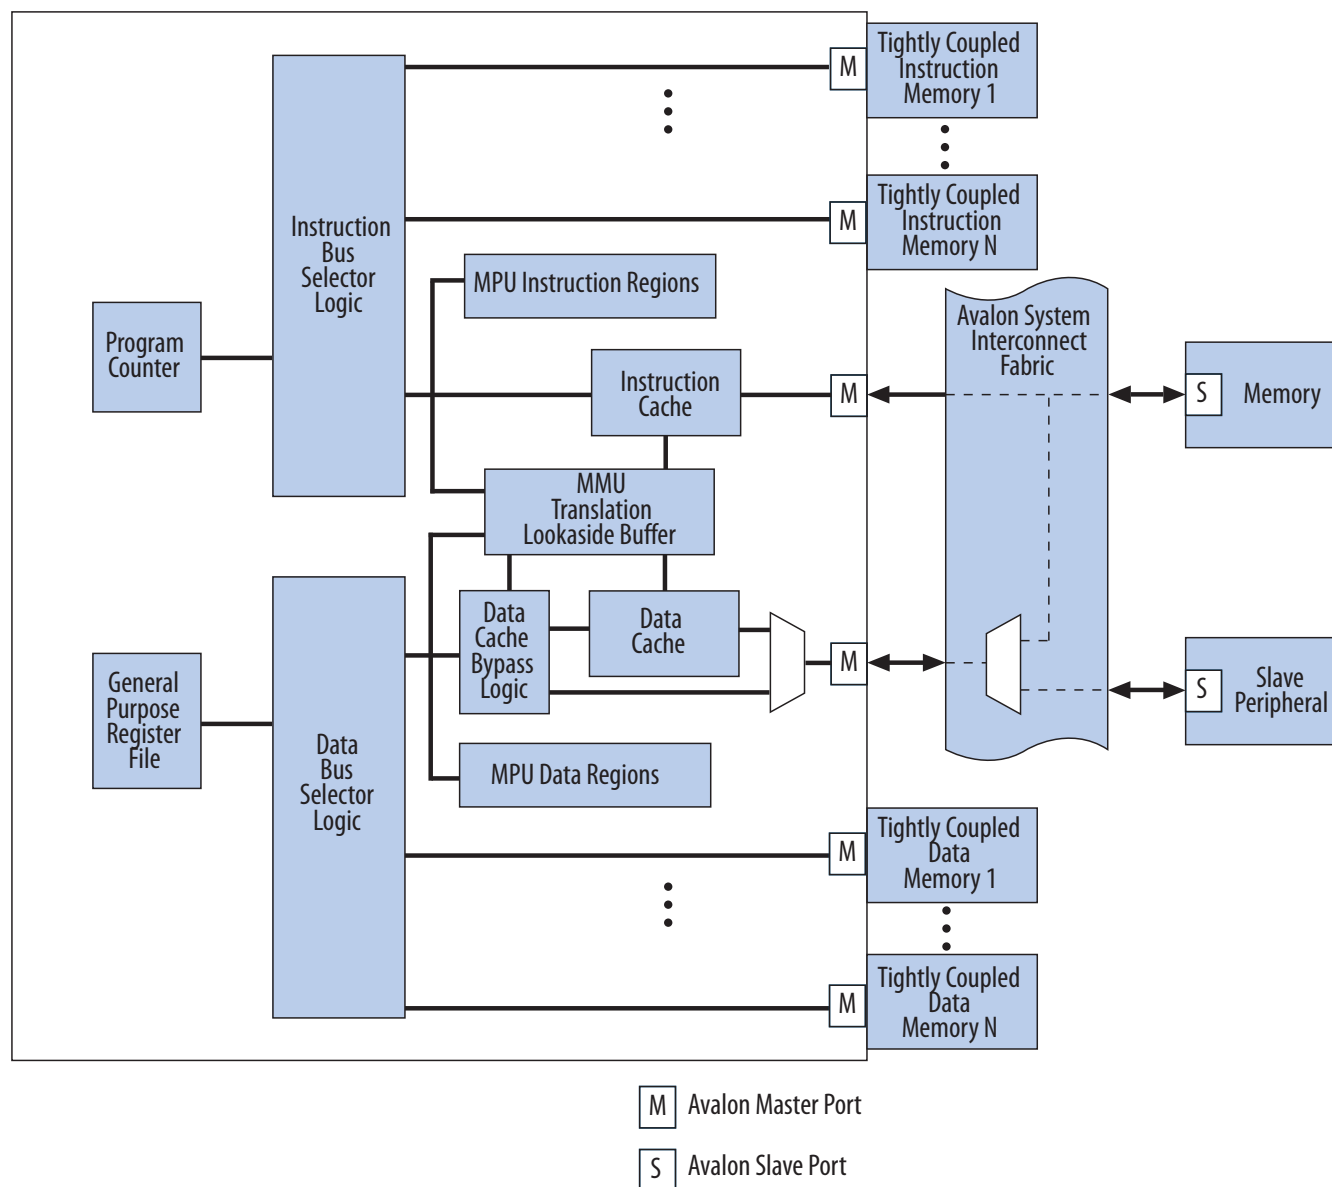 M
Tightly Coupled
Instruction
Memory 1
M
Tightly Coupled
Instruction
Memory N
Instruction
Bus
Selector
Logic
MPU Instruction Regions
Program
Counter
Instruction
Cache
M
Avalon System
Interconnect
Fabric
S
Memory
MMU
Translation
Lookaside Buffer
Data
Cache
Bypass
Logic
Data
Cache
M
S
Slave
Peripheral
General
Purpose
Register
File
Data
Bus
Selector
Logic
MPU Data Regions
M
Tightly Coupled
Data
Memory 1
M
Tightly Coupled
Data
Memory N
M
Avalon Master Port
S
Avalon Slave Port